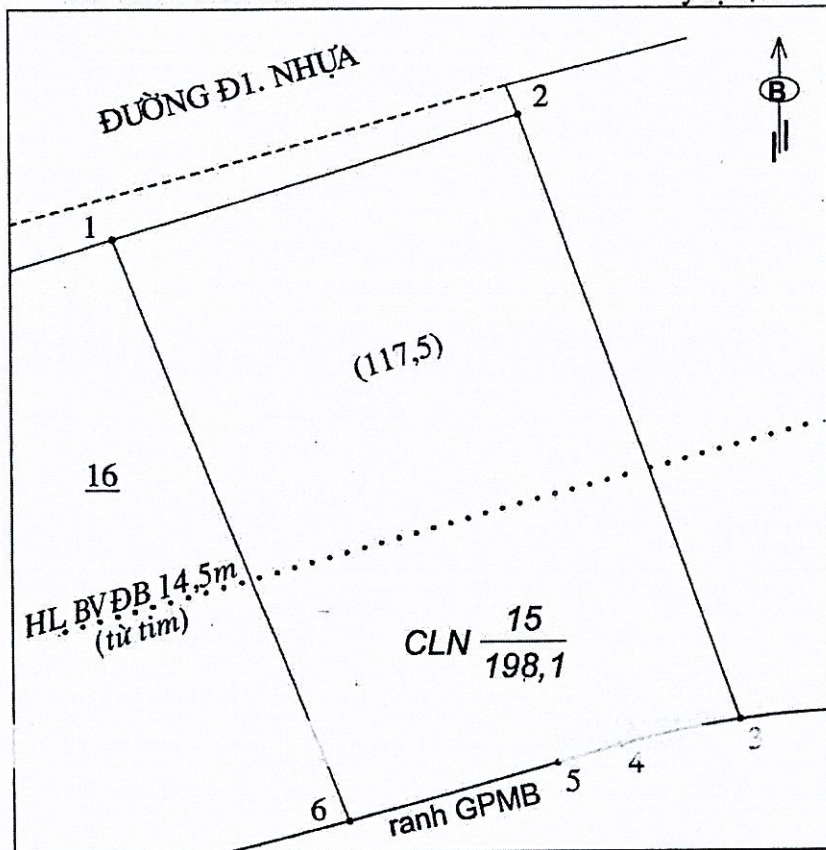 ĐƯỜNG Đ1. NHỰA
2
B
1
(117,5)
16
HL BVĐB 14,5m
(từ tim)
CLN 15
198,1
3
4
5
6
ranh GPMB